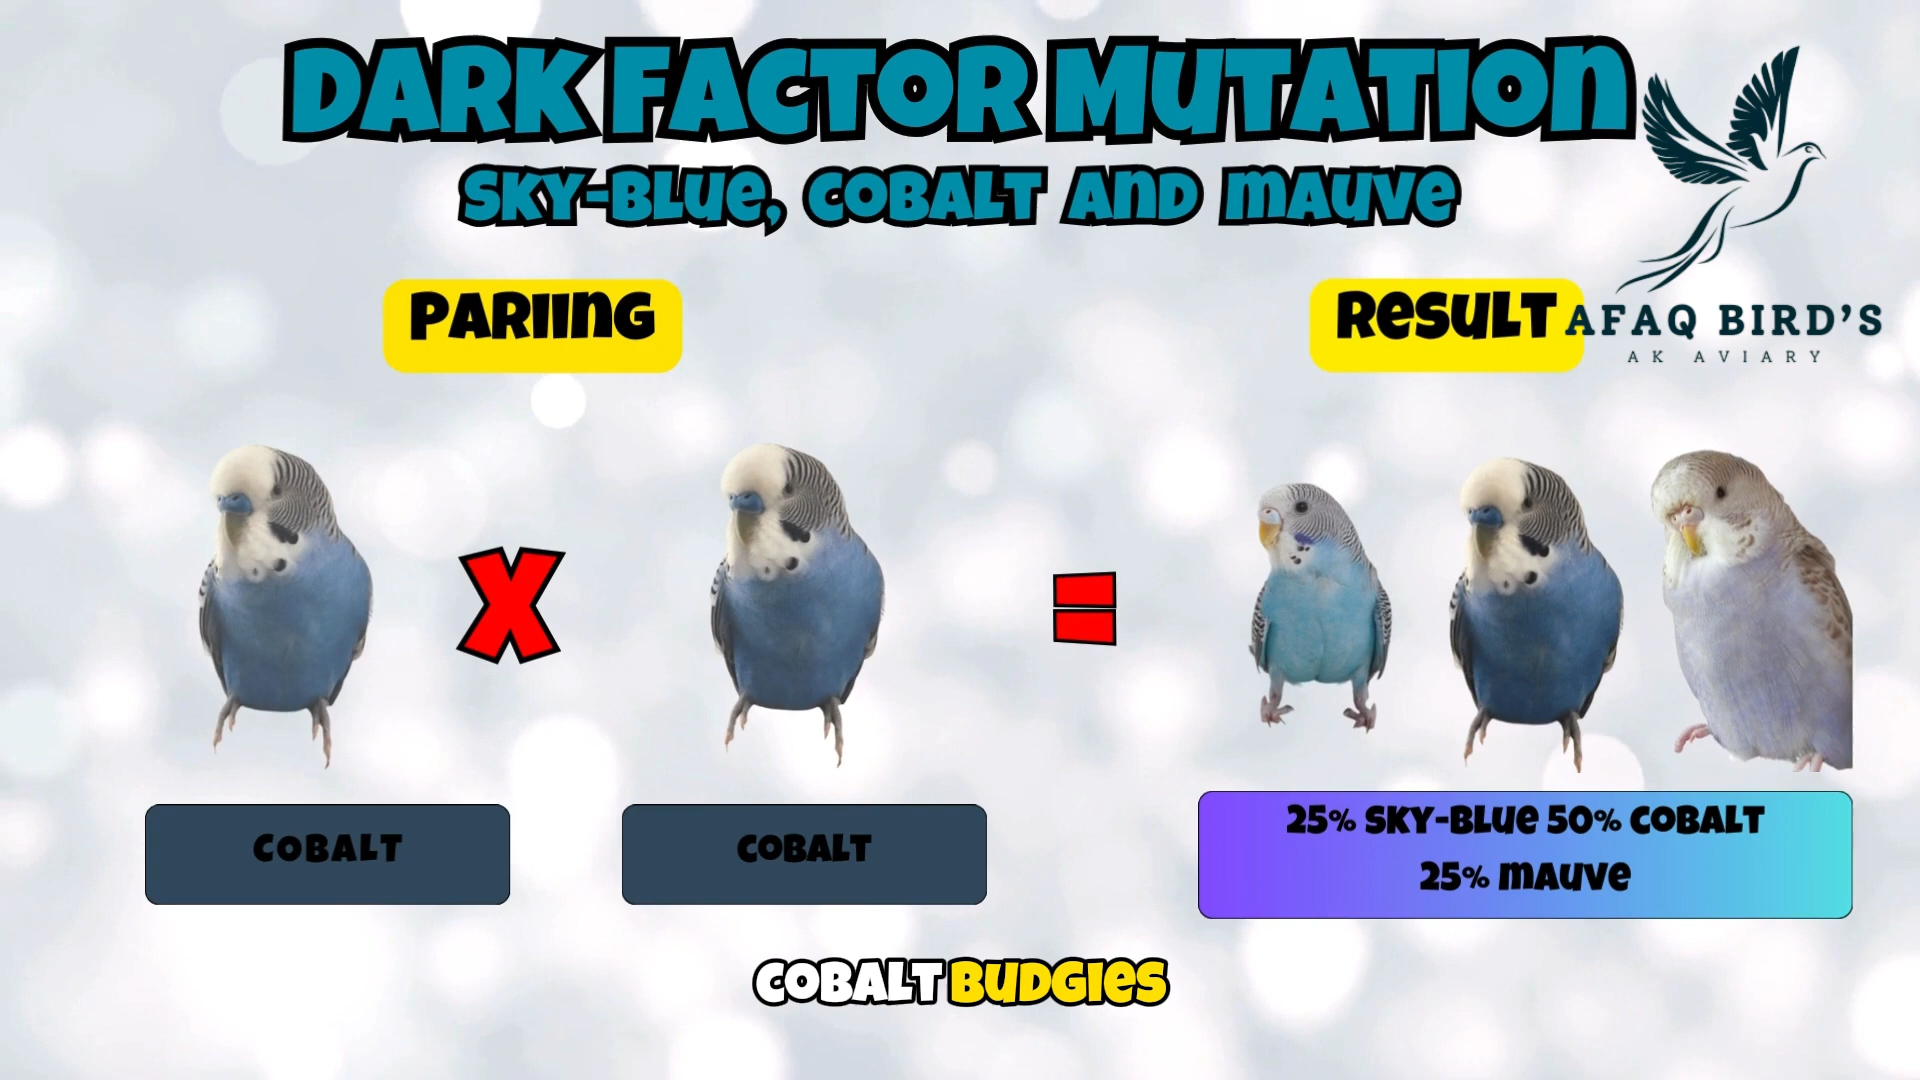 DARK FACTOR MUTATION
SKY-BLUE, COBALT AND MAUVE
PARIING
RESULT
AFAQ BIRD'S
AK AVIARY
X
=
COBALT
COBALT
25% SKY-BLUE 50% COBALT
25% MAUVE
COBALT BUDGIES